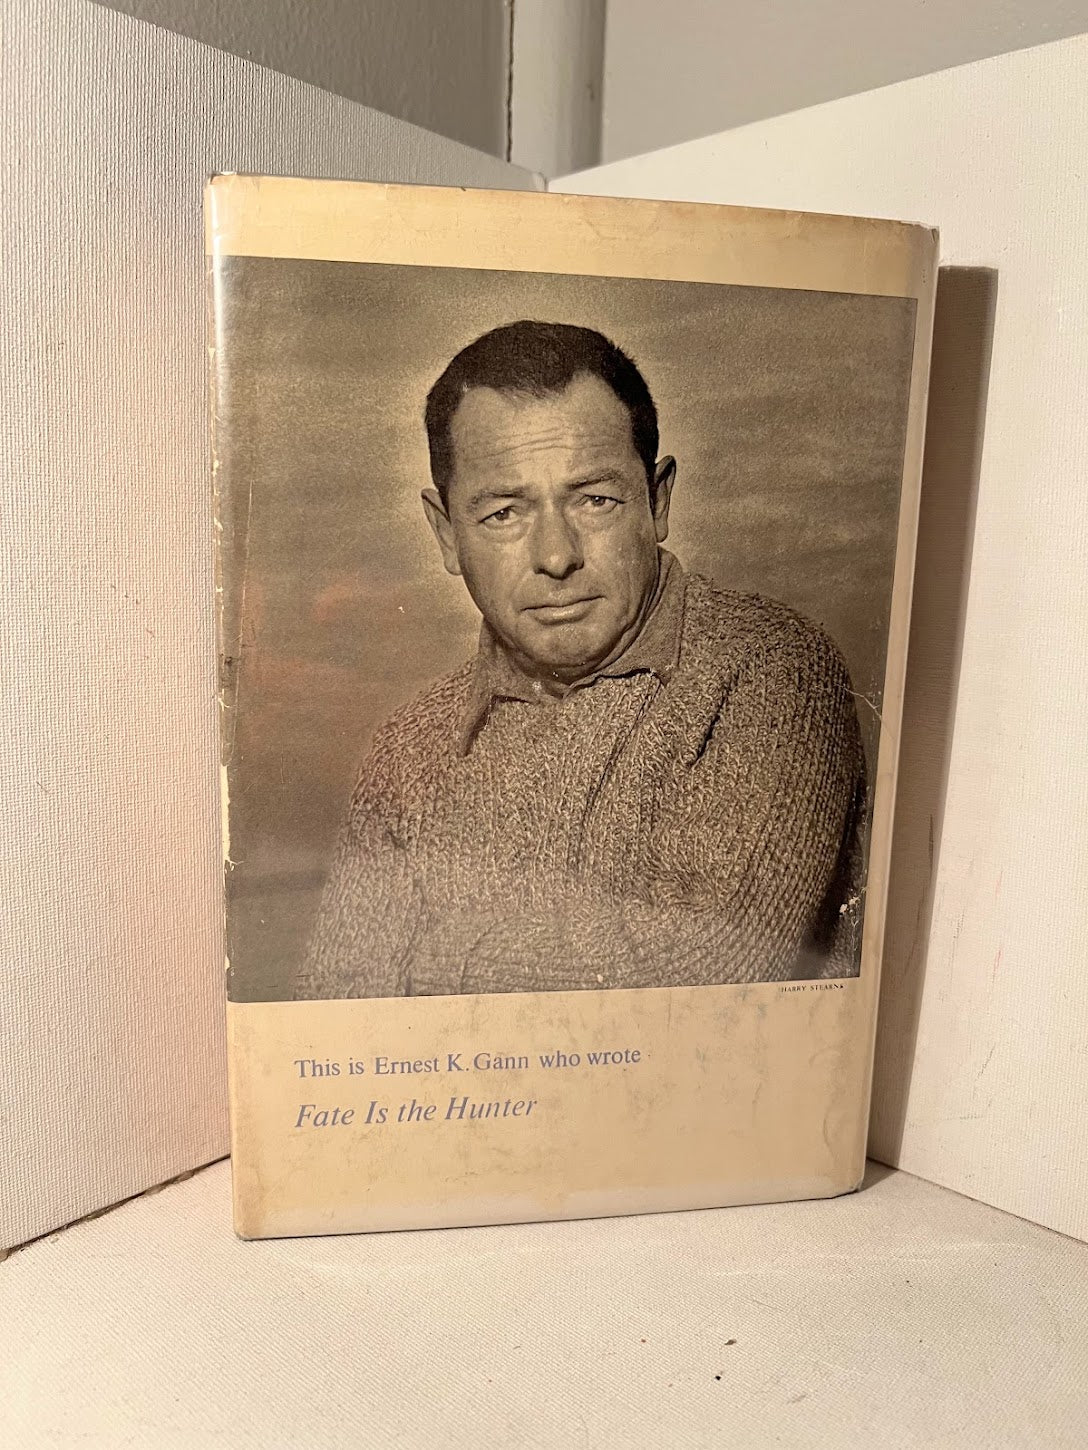 HARRY STEARNS
This is Ernest K. Gann who wrote
Fate Is the Hunter